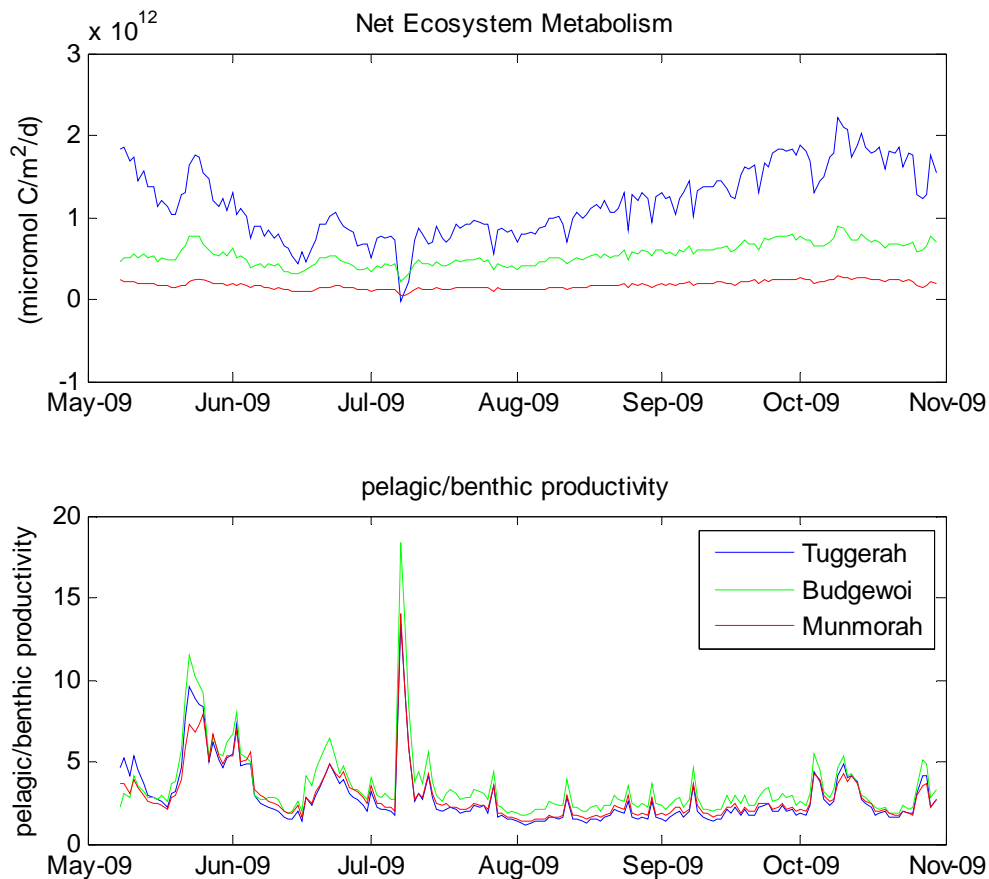 Net Ecosystem Metabolism
x 10^12
3
2
1
0
-1
(micromol C/m^2/d)
May-09 Jun-09 Jul-09 Aug-09 Sep-09 Oct-09 Nov-09
pelagic/benthic productivity
20
15
10
5
0
pelagic/benthic productivity
Tuggerah
Budgewoi
Munmorah
May-09 Jun-09 Jul-09 Aug-09 Sep-09 Oct-09 Nov-09